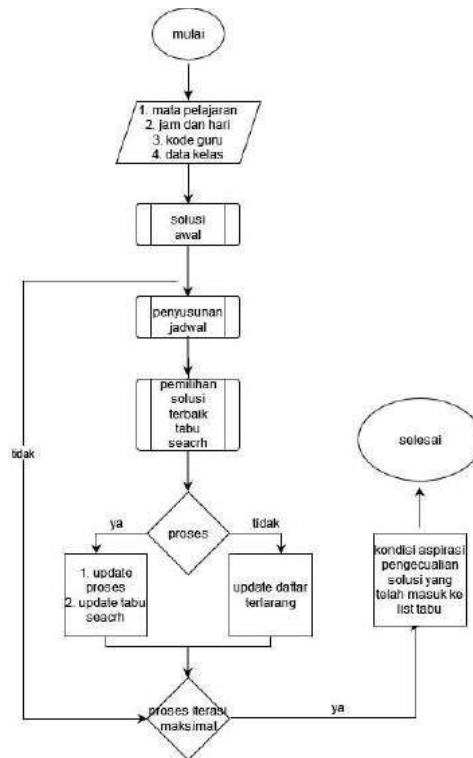 mulai
1. mata pelajaran
2. jam dan hari
3. kode guru
4. data kelas
solusi
awal
penyusunan
jadwal
pemilihan
solusi
terbaik
tabu
seacrh
tidak
selesai
ya
proses
tidak
1. update
proses
2. update tabu
seacrh
update daftar
terlarang
kondisi aspirasi
pengecualian
solusi yang
telah masuk ke
list tabu
proses iterasi
maksimal
ya